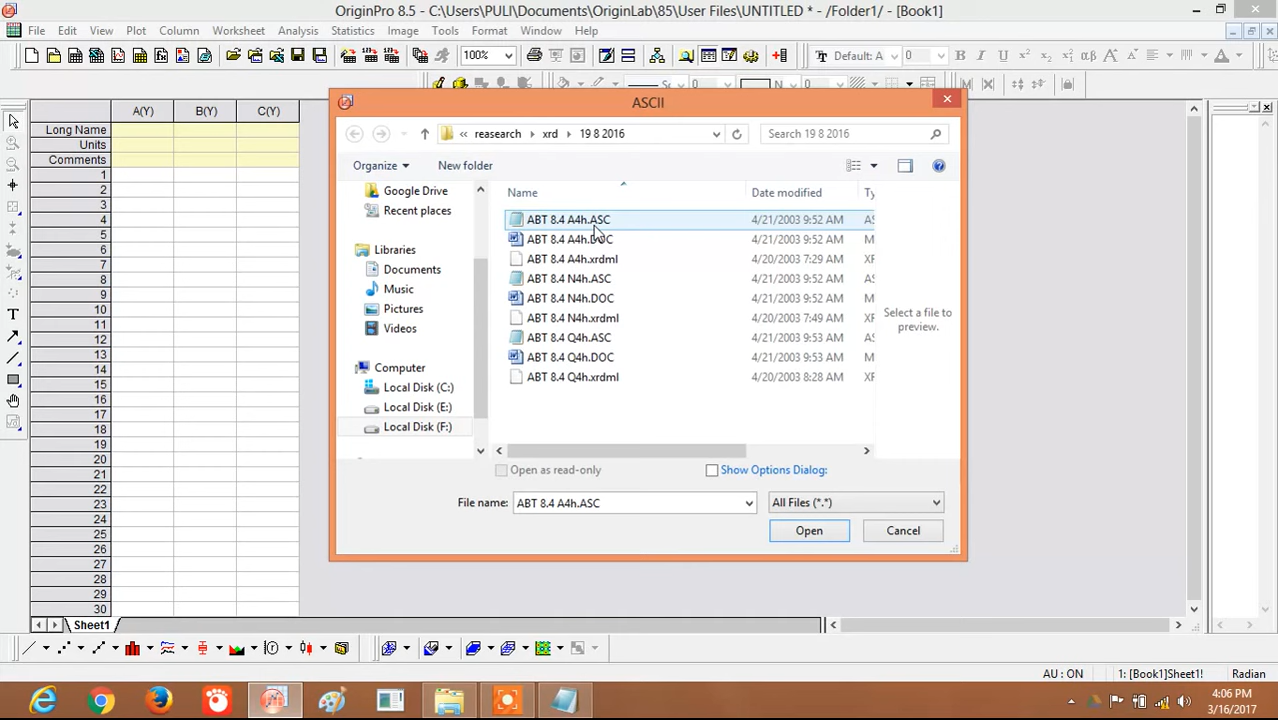 OriginPro 8.5 - C:\Users\PULI\Documents\OriginLab\85\User Files\UNTITLED * - /Folder1/ - [Book1]
File Edit View Plot Column Worksheet Analysis Statistics Image Tools Format Window Help
100% Default: A 0 B I U
0 0
A(Y) B(Y) C(Y)
Long Name
Units
Comments
1
2
3
4
5
6
7
8
9
10
11
12
13
14
15
16
17
18
19
20
21
22
23
24
25
26
27
28
29
30
Sheet1
ASCII
« reasearch xrd 19 8 2016
Search 19 8 2016
Organize New folder
Google Drive
Recent places
Libraries
Documents
Music
Pictures
Videos
Computer
Local Disk (C:)
Local Disk (E:)
Local Disk (F:)
Name Date modified Ty
ABT 8.4 A4h.ASC 4/21/2003 9:52 AM AS
ABT 8.4 A4h.DOC 4/21/2003 9:52 AM M
ABT 8.4 A4h.xrdml 4/20/2003 7:29 AM XF
ABT 8.4 N4h.ASC 4/21/2003 9:52 AM AS
ABT 8.4 N4h.DOC 4/21/2003 9:52 AM M
ABT 8.4 N4h.xrdml 4/20/2003 7:49 AM XF
ABT 8.4 Q4h.ASC 4/21/2003 9:53 AM AS
ABT 8.4 Q4h.DOC 4/21/2003 9:53 AM M
ABT 8.4 Q4h.xrdml 4/20/2003 8:28 AM XF
Select a file to
preview.
Open as read-only
Show Options Dialog:
File name: ABT 8.4 A4h.ASC
All Files (*.*)
Open Cancel
AU : ON 1: [Book1]Sheet1! Radian
4:06 PM
3/16/2017